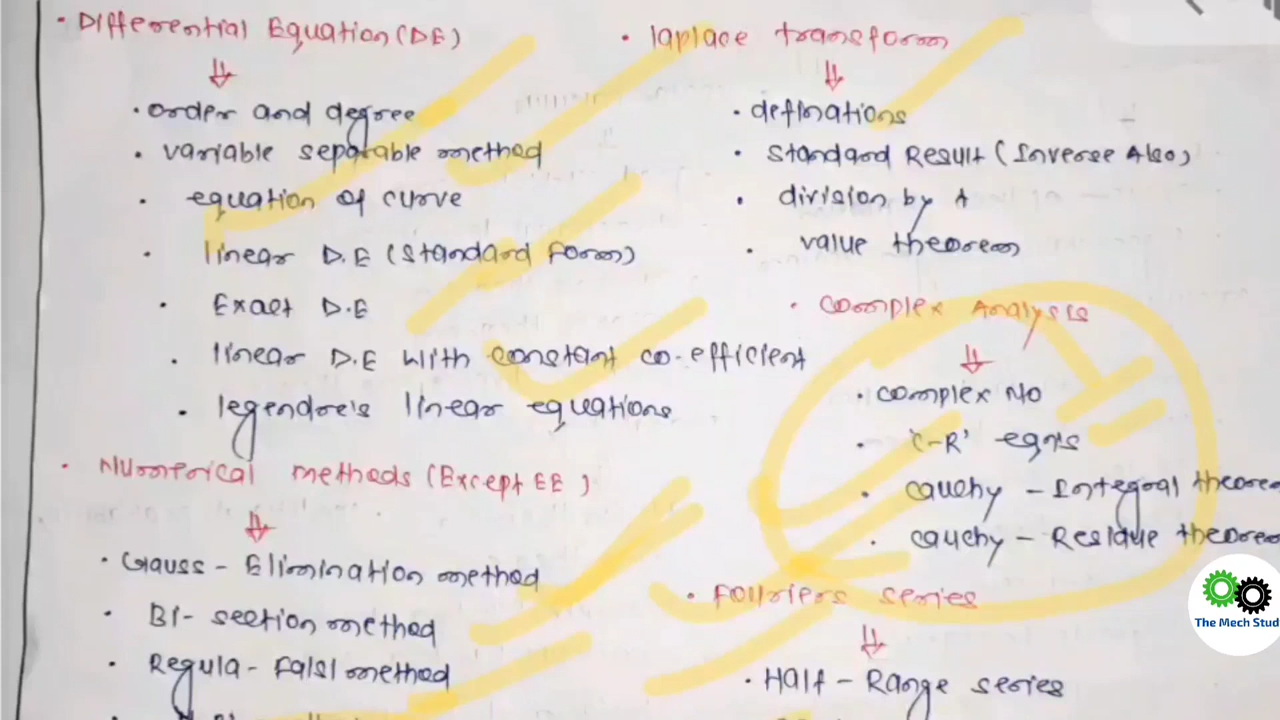 • Differential Equation (DE)
• order and degree
• variable separable method
• equation of curve
• linear D.E (Standard form)
• Exact D.E
• linear D.E with constant co-efficient
• legendre's linear equations
• Numerical methods (Except EE)
• Gauss - Elimination method
• Bi-section method
• Regula - Falsi method
• laplace transform
• definations
• Standard Result (Inverse Also)
• division by
• value theorem
• Complex Analysis
• complex No
• 'C-R' eqn's
• cauchy - Integral theorem
• cauchy - Residue theorem
• Fourriers series
• Half - Range series
The Mech Stud